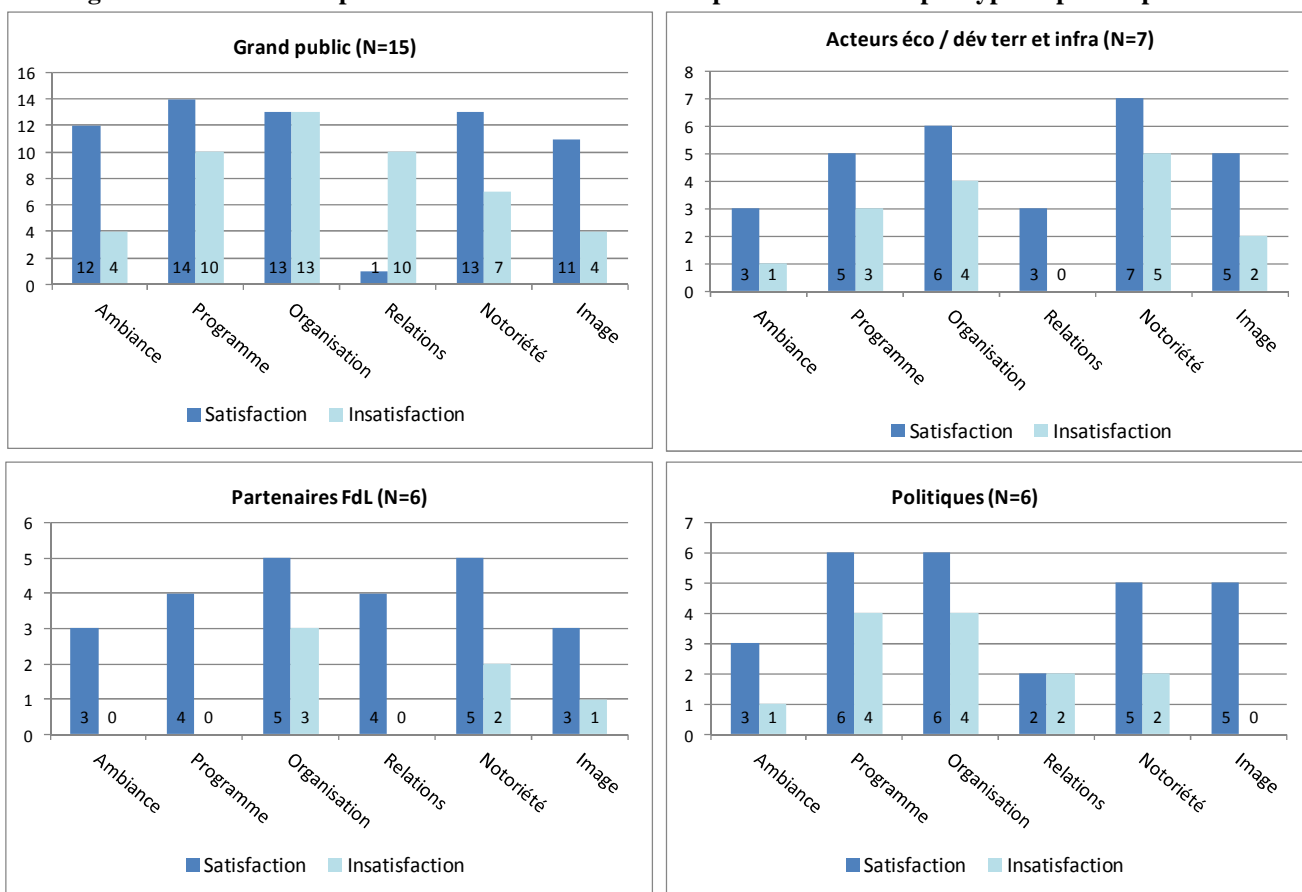 Grand public (N=15)
16
14
12
10
8
6
4
2
0
12 4 14 10 13 13 1 10 13 7 11 4
Ambiance
Programme
Organisation
Relations
Notoriété
Image
Satisfaction Insatisfaction
Acteurs éco / dév terr et infra (N=7)
8
7
6
5
4
3
2
1
0
3 1 5 3 6 4 3 0 7 5 5 2
Ambiance
Programme
Organisation
Relations
Notoriété
Image
Satisfaction Insatisfaction
Partenaires FdL (N=6)
6
5
4
3
2
1
0
3 0 4 0 5 3 4 0 5 2 3 1
Ambiance
Programme
Organisation
Relations
Notoriété
Image
Satisfaction Insatisfaction
Politiques (N=6)
7
6
5
4
3
2
1
0
3 1 6 4 6 4 2 2 5 2 5 0
Ambiance
Programme
Organisation
Relations
Notoriété
Image
Satisfaction Insatisfaction